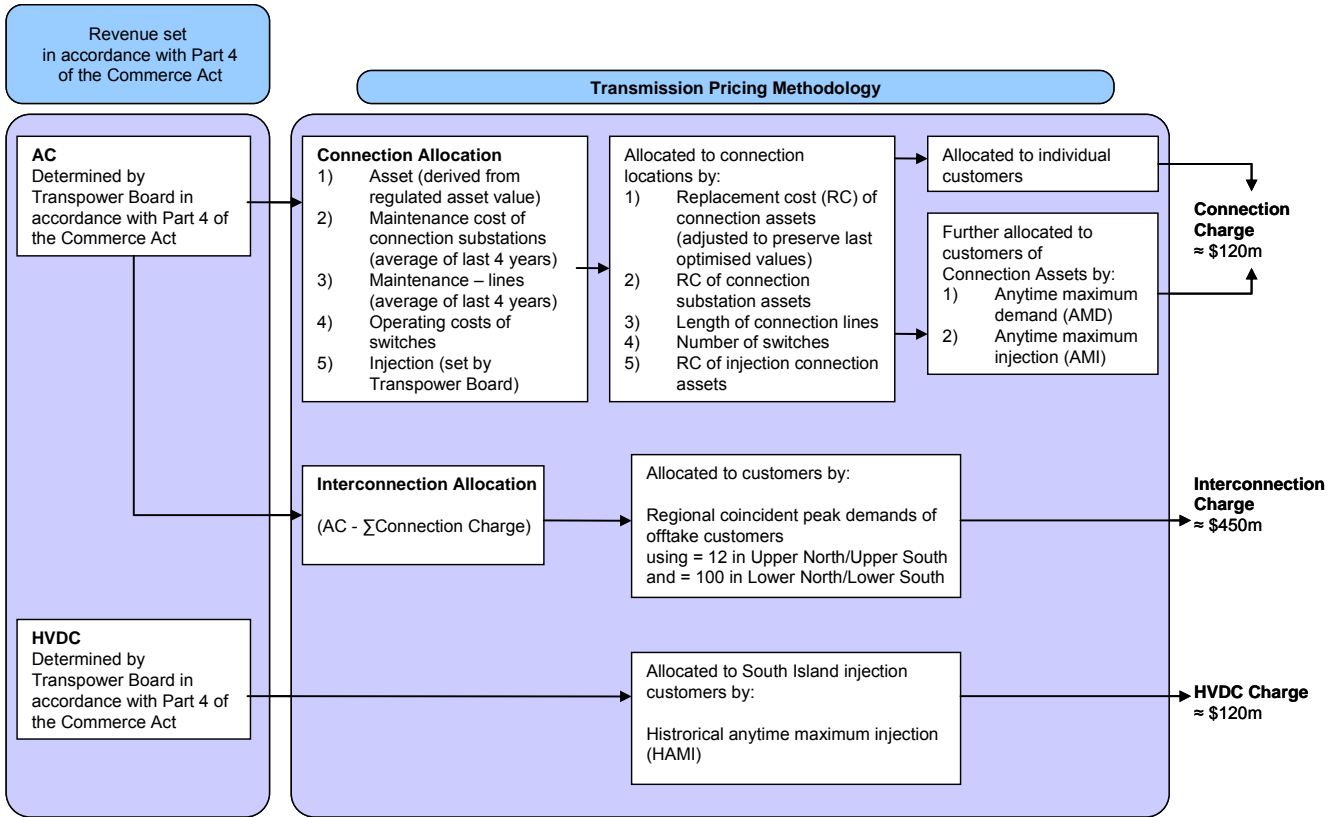 Revenue set
in accordance with Part 4
of the Commerce Act
Transmission Pricing Methodology
AC
Determined by
Transpower Board in
accordance with Part 4 of
the Commerce Act
Connection Allocation
1) Asset (derived from
regulated asset value)
2) Maintenance cost of
connection substations
(average of last 4 years)
3) Maintenance – lines
(average of last 4 years)
4) Operating costs of
switches
5) Injection (set by
Transpower Board)
Allocated to connection
locations by:
1) Replacement cost (RC) of
connection assets
(adjusted to preserve last
optimised values)
2) RC of connection
substation assets
3) Length of connection lines
4) Number of switches
5) RC of injection connection
assets
Allocated to individual
customers
Further allocated to
customers of
Connection Assets by:
1) Anytime maximum
demand (AMD)
2) Anytime maximum
injection (AMI)
Connection
Charge
≈ $120m
Interconnection Allocation
(AC - ∑Connection Charge)
Allocated to customers by:
Regional coincident peak demands of
offtake customers
using = 12 in Upper North/Upper South
and = 100 in Lower North/Lower South
Interconnection
Charge
≈ $450m
HVDC
Determined by
Transpower Board in
accordance with Part 4 of
the Commerce Act
Allocated to South Island injection
customers by:
Histrorical anytime maximum injection
(HAMI)
HVDC Charge
≈ $120m